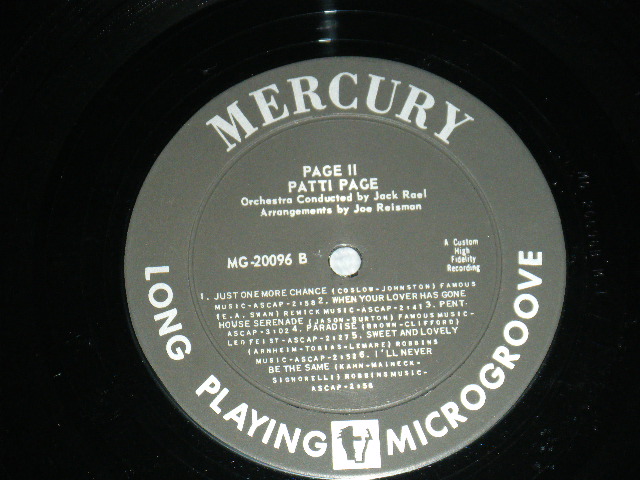 MERCURY
PAGE II
PATTI PAGE
Orchestra Conducted by Jack Rael
Arrangements by Joe Reisman
MG-20096 B
A Custom
High
Fidelity
Recording
1. JUST ONE MORE CHANCE (COSLOW-JOHNSTON) FAMOUS
MUSIC-ASCAP-2:58 2. WHEN YOUR LOVER HAS GONE
(E.A. SWAN) REMICK MUSIC-ASCAP-2:41 3. PENT-
HOUSE SERENADE (JASON-BURTON) FAMOUS MUSIC-
ASCAP-3:02 4. PARADISE (BROWN-CLIFFORD)
LEO FEIST-ASCAP-2:27 5. SWEET AND LOVELY
(ARNHEIM-TOBIAS-LEMARE) ROBBINS
MUSIC-ASCAP-2:58 6. I'LL NEVER
BE THE SAME (KAHN-MALNECK-
SIGNORELLI) ROBBINS MUSIC-
ASCAP-2:56
LONG PLAYING MICROGROOVE